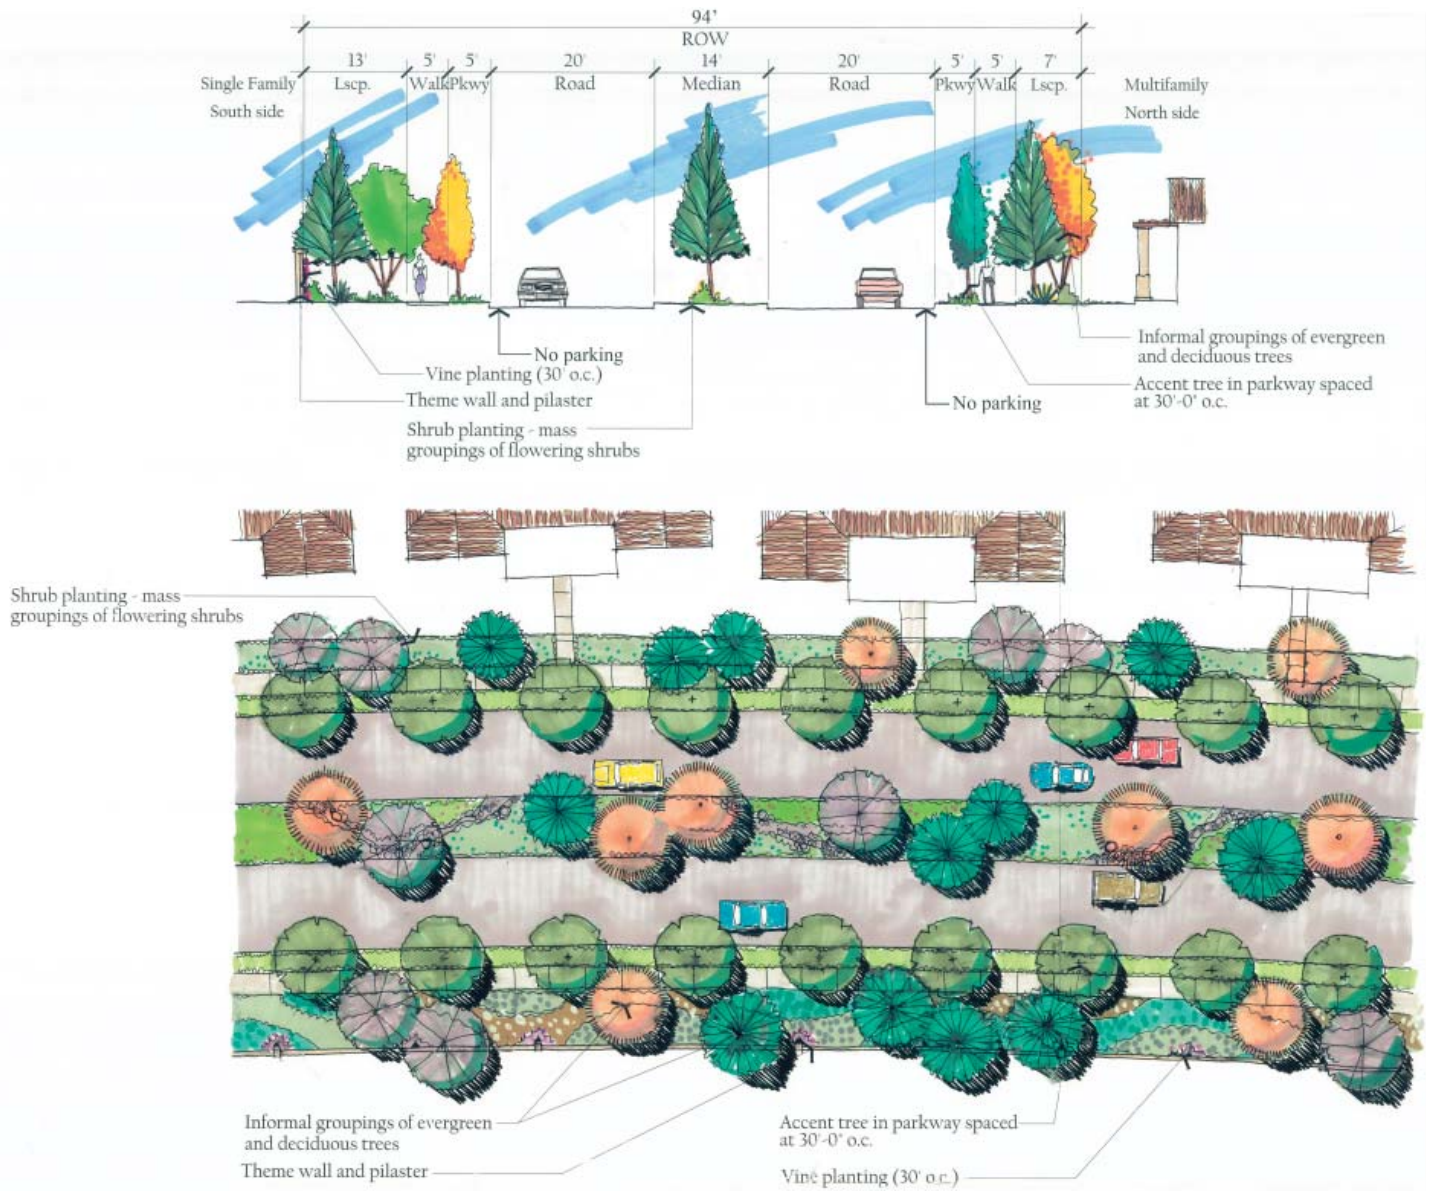 94'
ROW
13' 5' 5' 20' 14' 20' 5' 5' 7'
Single Family Lscp. Walk Pkwy Road Median Road Pkwy Walk Lscp. Multifamily
South side North side
No parking
Vine planting (30' o.c.)
Theme wall and pilaster
Shrub planting - mass
groupings of flowering shrubs
Informal groupings of evergreen
and deciduous trees
Accent tree in parkway spaced
at 30'-0" o.c.
No parking
Shrub planting - mass
groupings of flowering shrubs
Informal groupings of evergreen
and deciduous trees
Theme wall and pilaster
Accent tree in parkway spaced
at 30'-0" o.c.
Vine planting (30' o.c.)